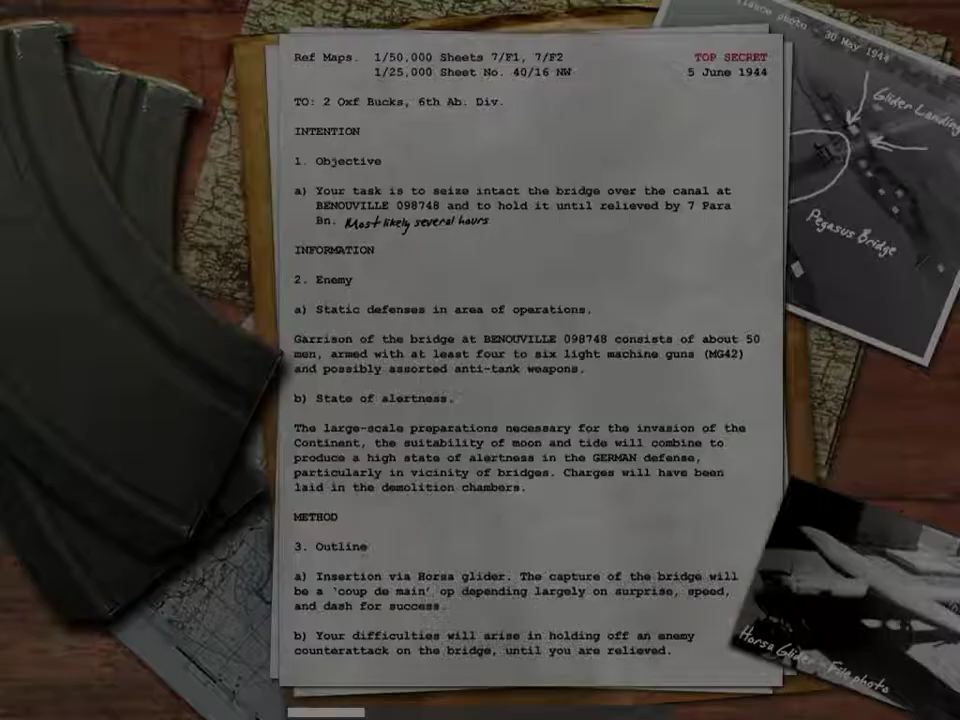 Ref Maps. 1/50,000 Sheets 7/F1, 7/F2
TOP SECRET
1/25,000 Sheet No. 40/16 NW
5 June 1944
TO: 2 Oxf Bucks, 6th Ab. Div.
INTENTION
1. Objective
a) Your task is to seize intact the bridge over the canal at
BENOUVILLE 098748 and to hold it until relieved by 7 Para
Bn. Most likely several hours
INFORMATION
2. Enemy
a) Static defenses in area of operations.
Garrison of the bridge at BENOUVILLE 098748 consists of about 50
men, armed with at least four to six light machine guns (MG42)
and possibly assorted anti-tank weapons.
b) State of alertness.
The large-scale preparations necessary for the invasion of the
Continent, the suitability of moon and tide will combine to
produce a high state of alertness in the GERMAN defense,
particularly in vicinity of bridges. Charges will have been
laid in the demolition chambers.
METHOD
3. Outline
a) Insertion via Horsa glider. The capture of the bridge will
be a 'coup de main' op depending largely on surprise, speed,
and dash for success.
b) Your difficulties will arise in holding off an enemy
counterattack on the bridge, until you are relieved.
photo - 30 May 1944
Glider Landing
Pegasus Bridge
Horsa Glider - File photo